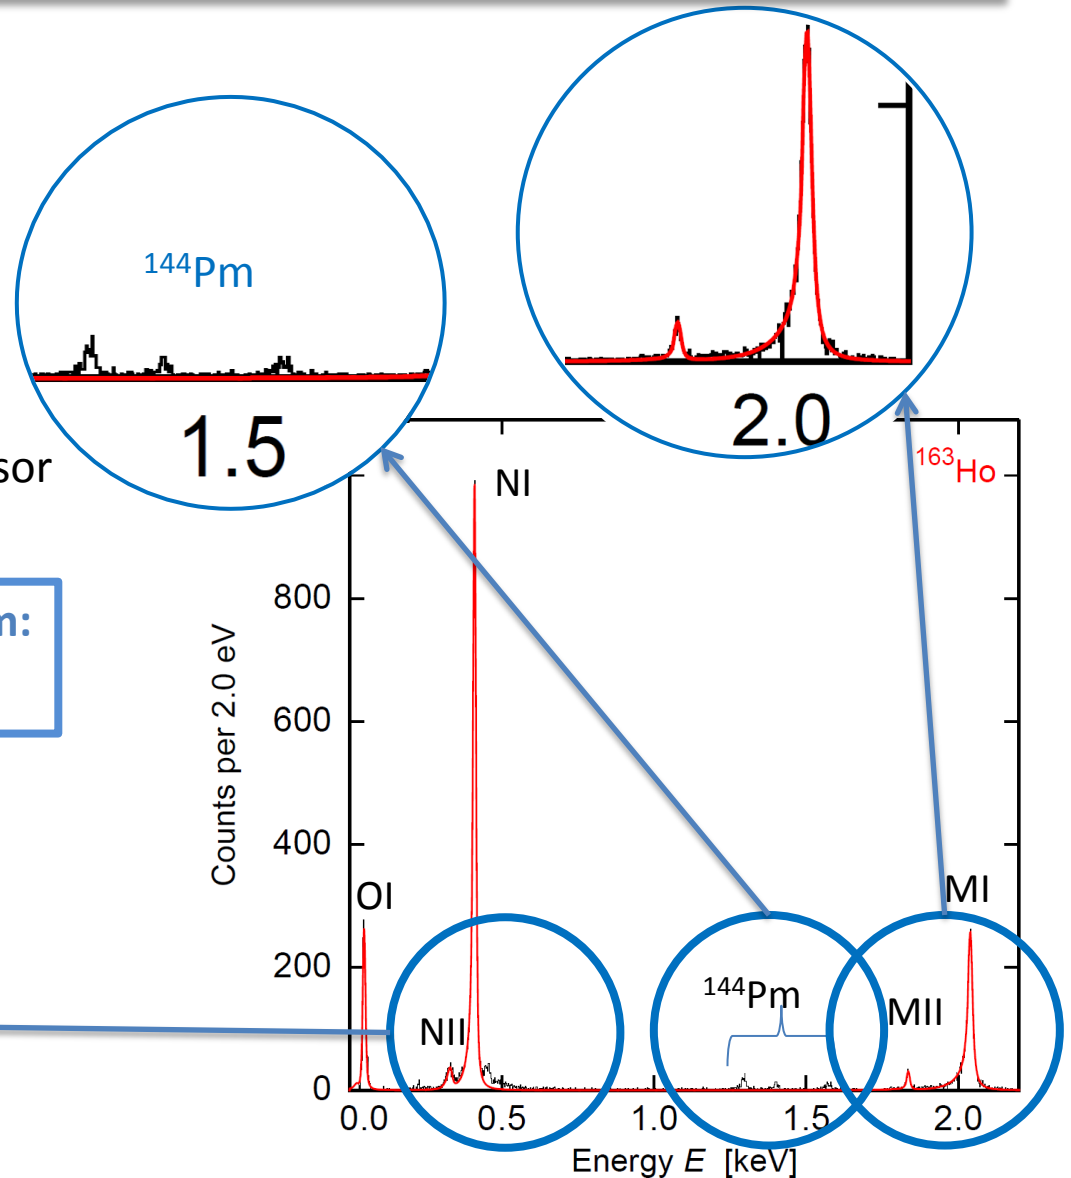 ¹⁴⁴Pm
1.5
2.0
sor
m:
¹⁶³Ho
NI
800
600
400
200
0
Counts per 2.0 eV
OI
NII
¹⁴⁴Pm
MII
MI
0.0 0.5 1.0 1.5 2.0
Energy E [keV]